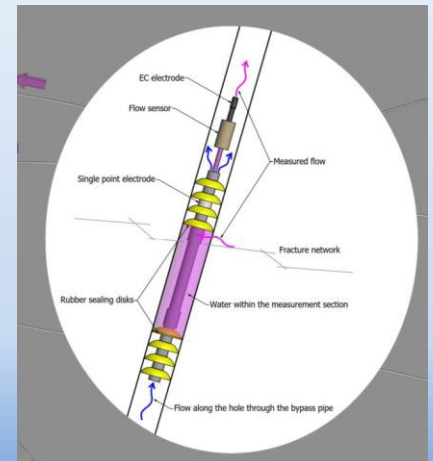 EC electrode
Flow sensor
Single point electrode
Measured flow
Fracture network
Rubber sealing disks
Water within the measurement section
Flow along the hole through the bypass pipe